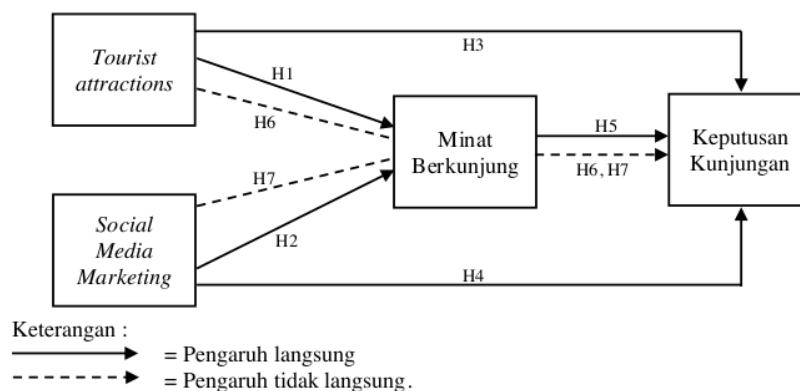 Tourist
attractions
H3
H1
H6
Minat
Berkunjung
H5
H6, H7
Keputusan
Kunjungan
H7
H2
Social
Media
Marketing
H4
Keterangan :
= Pengaruh langsung
= Pengaruh tidak langsung.